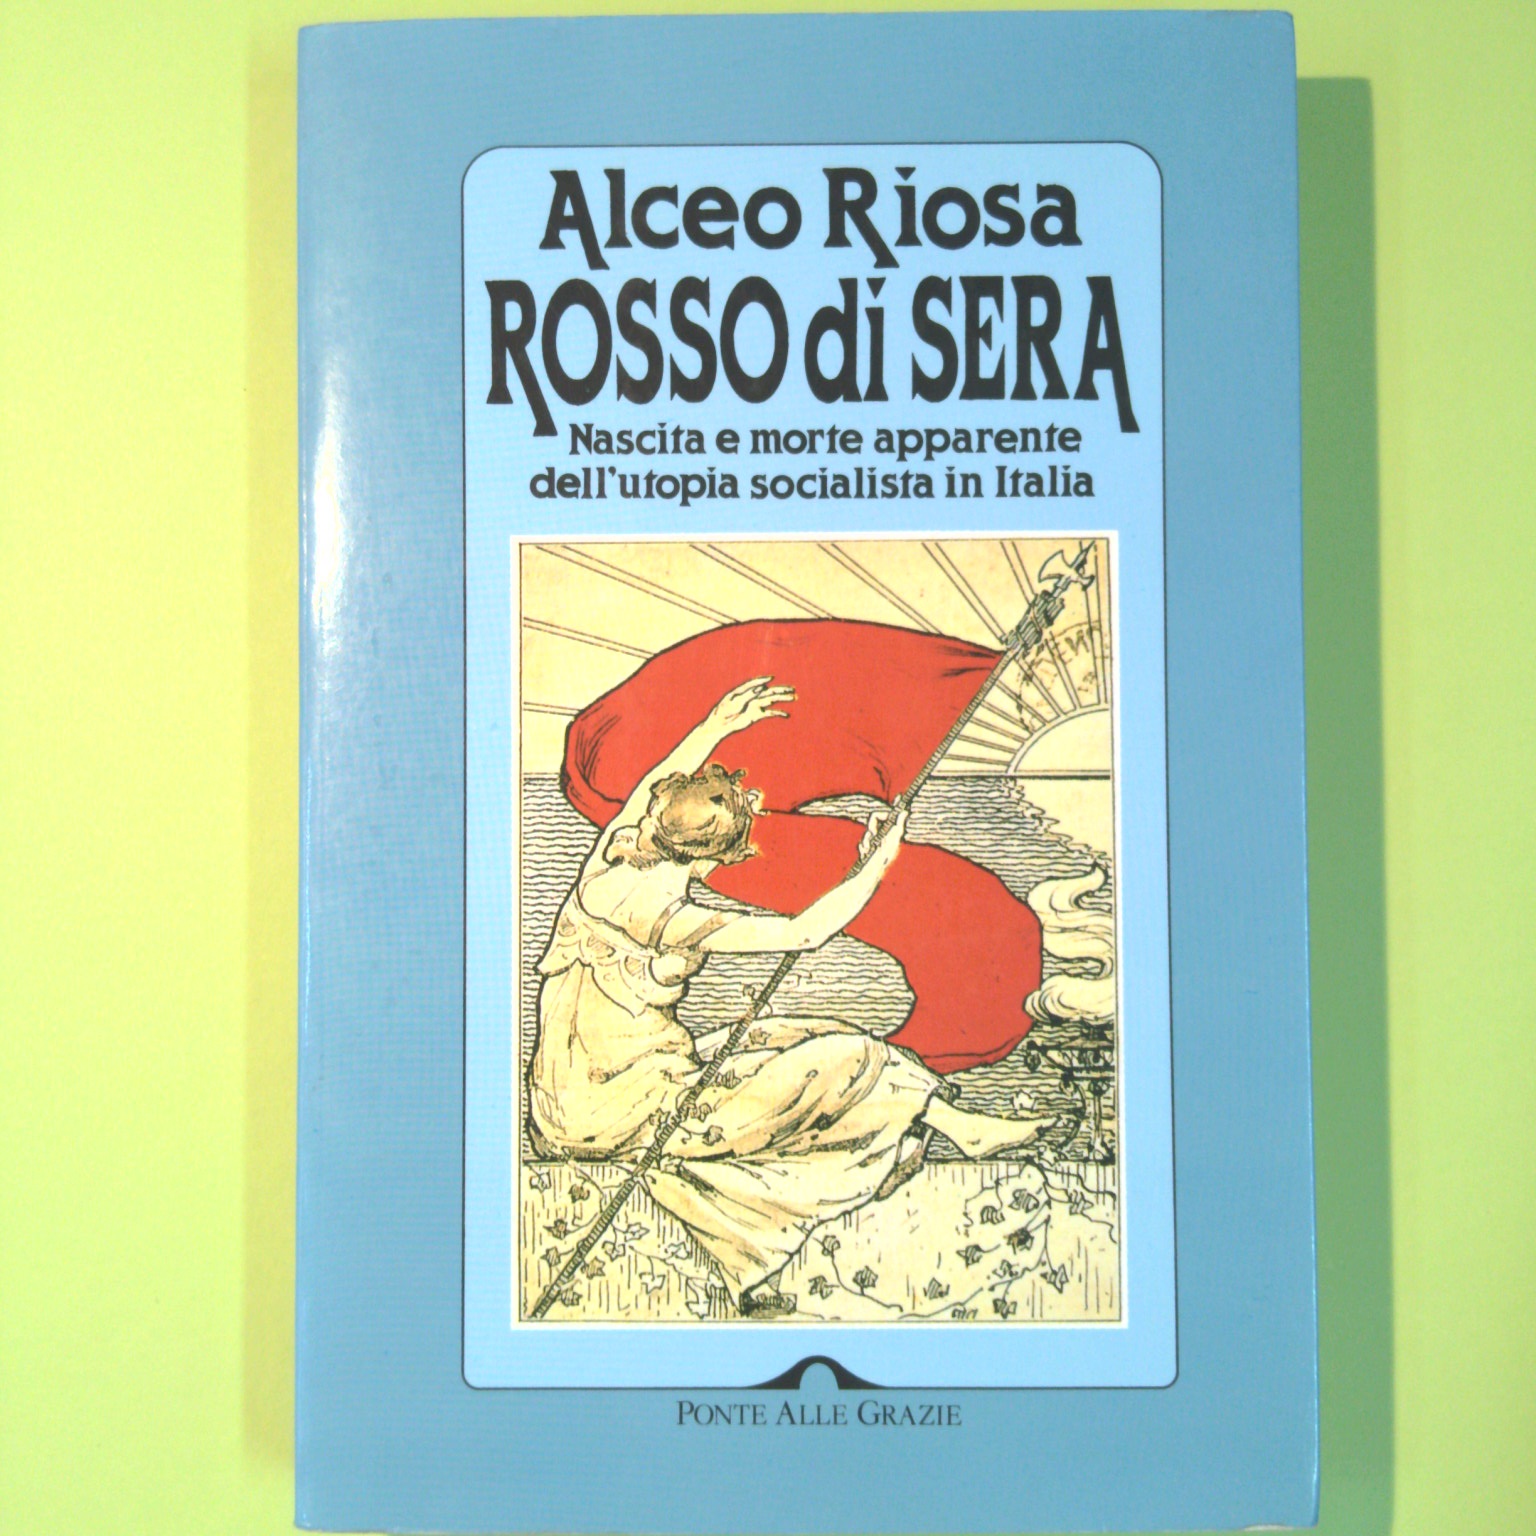 Alceo Riosa
ROSSO di SERA
Nascita e morte apparente
dell'utopia socialista in Italia
PONTE ALLE GRAZIE